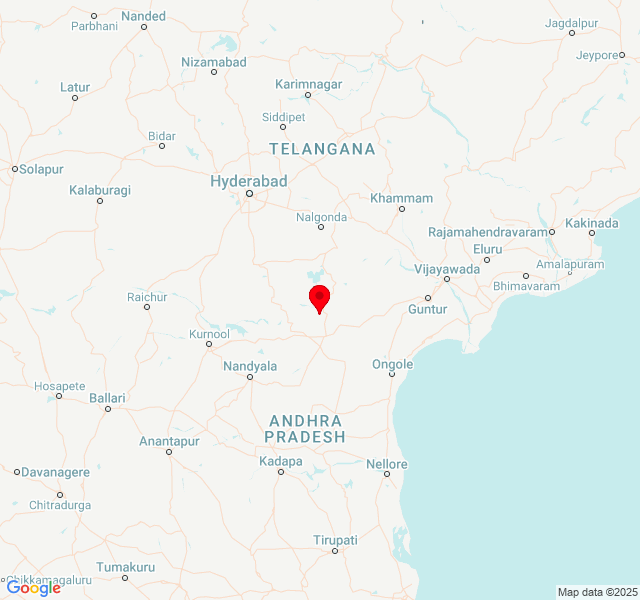 Jagdalpur
Nanded
Parbhani
Jeypore
Nizamabad
Karimnagar
Latur
Siddipet
Bidar
TELANGANA
Solapur
Hyderabad
Kalaburagi
Khammam
Nalgonda
Kakinada
Rajamahendravaram
Eluru
Amalapuram
Vijayawada
Bhimavaram
Raichur
Guntur
Kurnool
Nandyala
Ongole
Hosapete
Ballari
ANDHRA
PRADESH
Anantapur
Kadapa
Nellore
Davanagere
Chitradurga
Tirupati
Tumakuru
Chikkamagaluru
Google
Map data ©2025